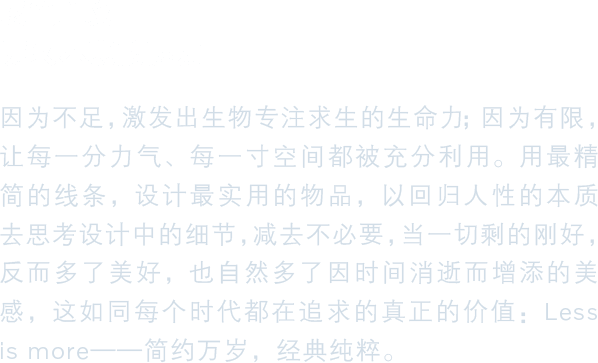 因为不足，激发出生物专注求生的生命力；因为有限，
让每一分力气、每一寸空间都被充分利用。用最精
简的线条，设计最实用的物品，以回归人性的本质
去思考设计中的细节，减去不必要，当一切剩的刚好，
反而多了美好，也自然多了因时间消逝而增添的美
感，这如同每个时代都在追求的真正的价值：Less
is more——简约万岁，经典纯粹。